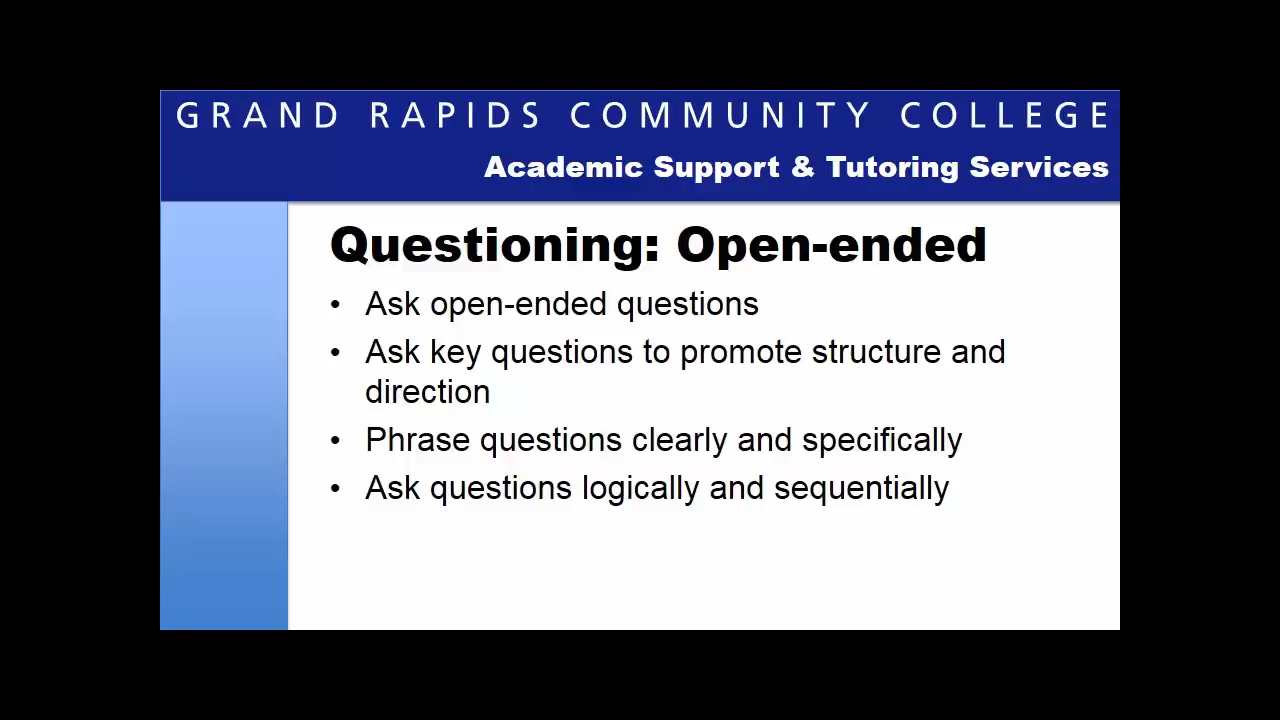 GRAND RAPIDS COMMUNITY COLLEGE
Academic Support & Tutoring Services
Questioning: Open-ended
• Ask open-ended questions
• Ask key questions to promote structure and
direction
• Phrase questions clearly and specifically
• Ask questions logically and sequentially